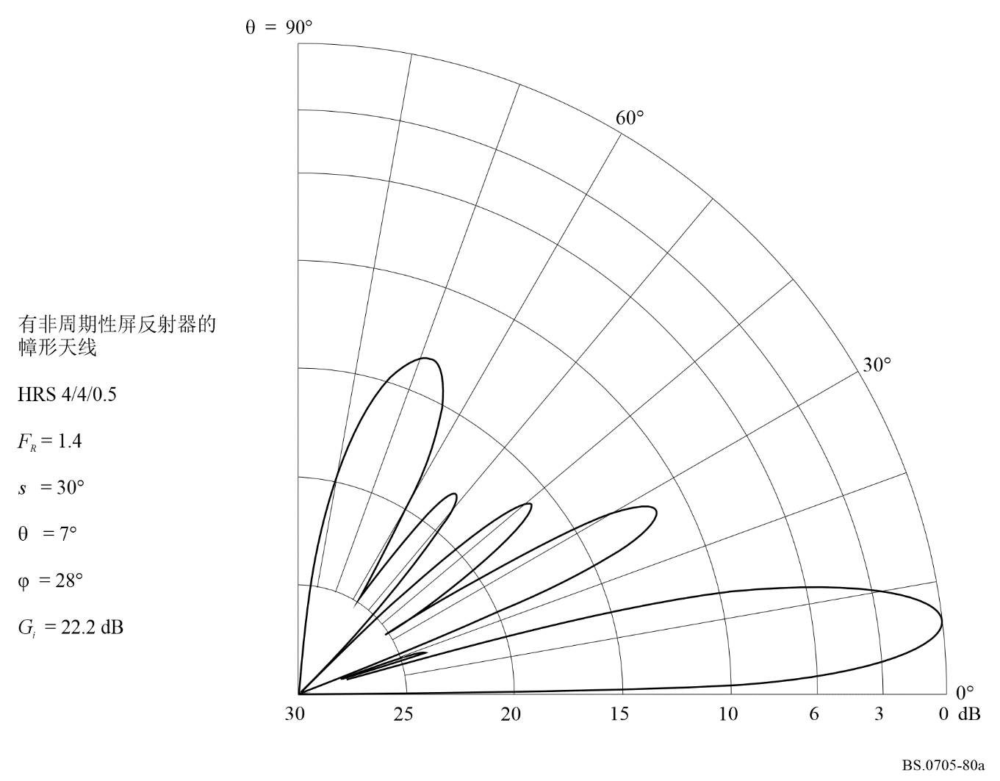 θ = 90°
60°
30°
有非周期性屏反射器的
幛形天线
HRS 4/4/0.5
F_R = 1.4
s = 30°
θ = 7°
φ = 28°
G_i = 22.2 dB
0°
30 25 20 15 10 6 3 0 dB
BS.0705-80a